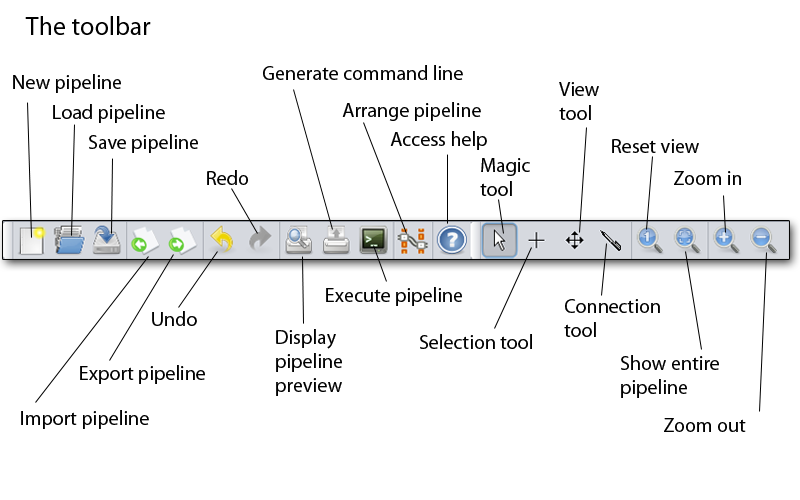 The toolbar
New pipeline
Load pipeline
Save pipeline
Redo
Generate command line
Arrange pipeline
Access help
Magic
tool
View
tool
Reset view
Zoom in
1
>_
?
Import pipeline
Export pipeline
Undo
Display
pipeline
preview
Execute pipeline
Selection tool
Connection
tool
Show entire
pipeline
Zoom out